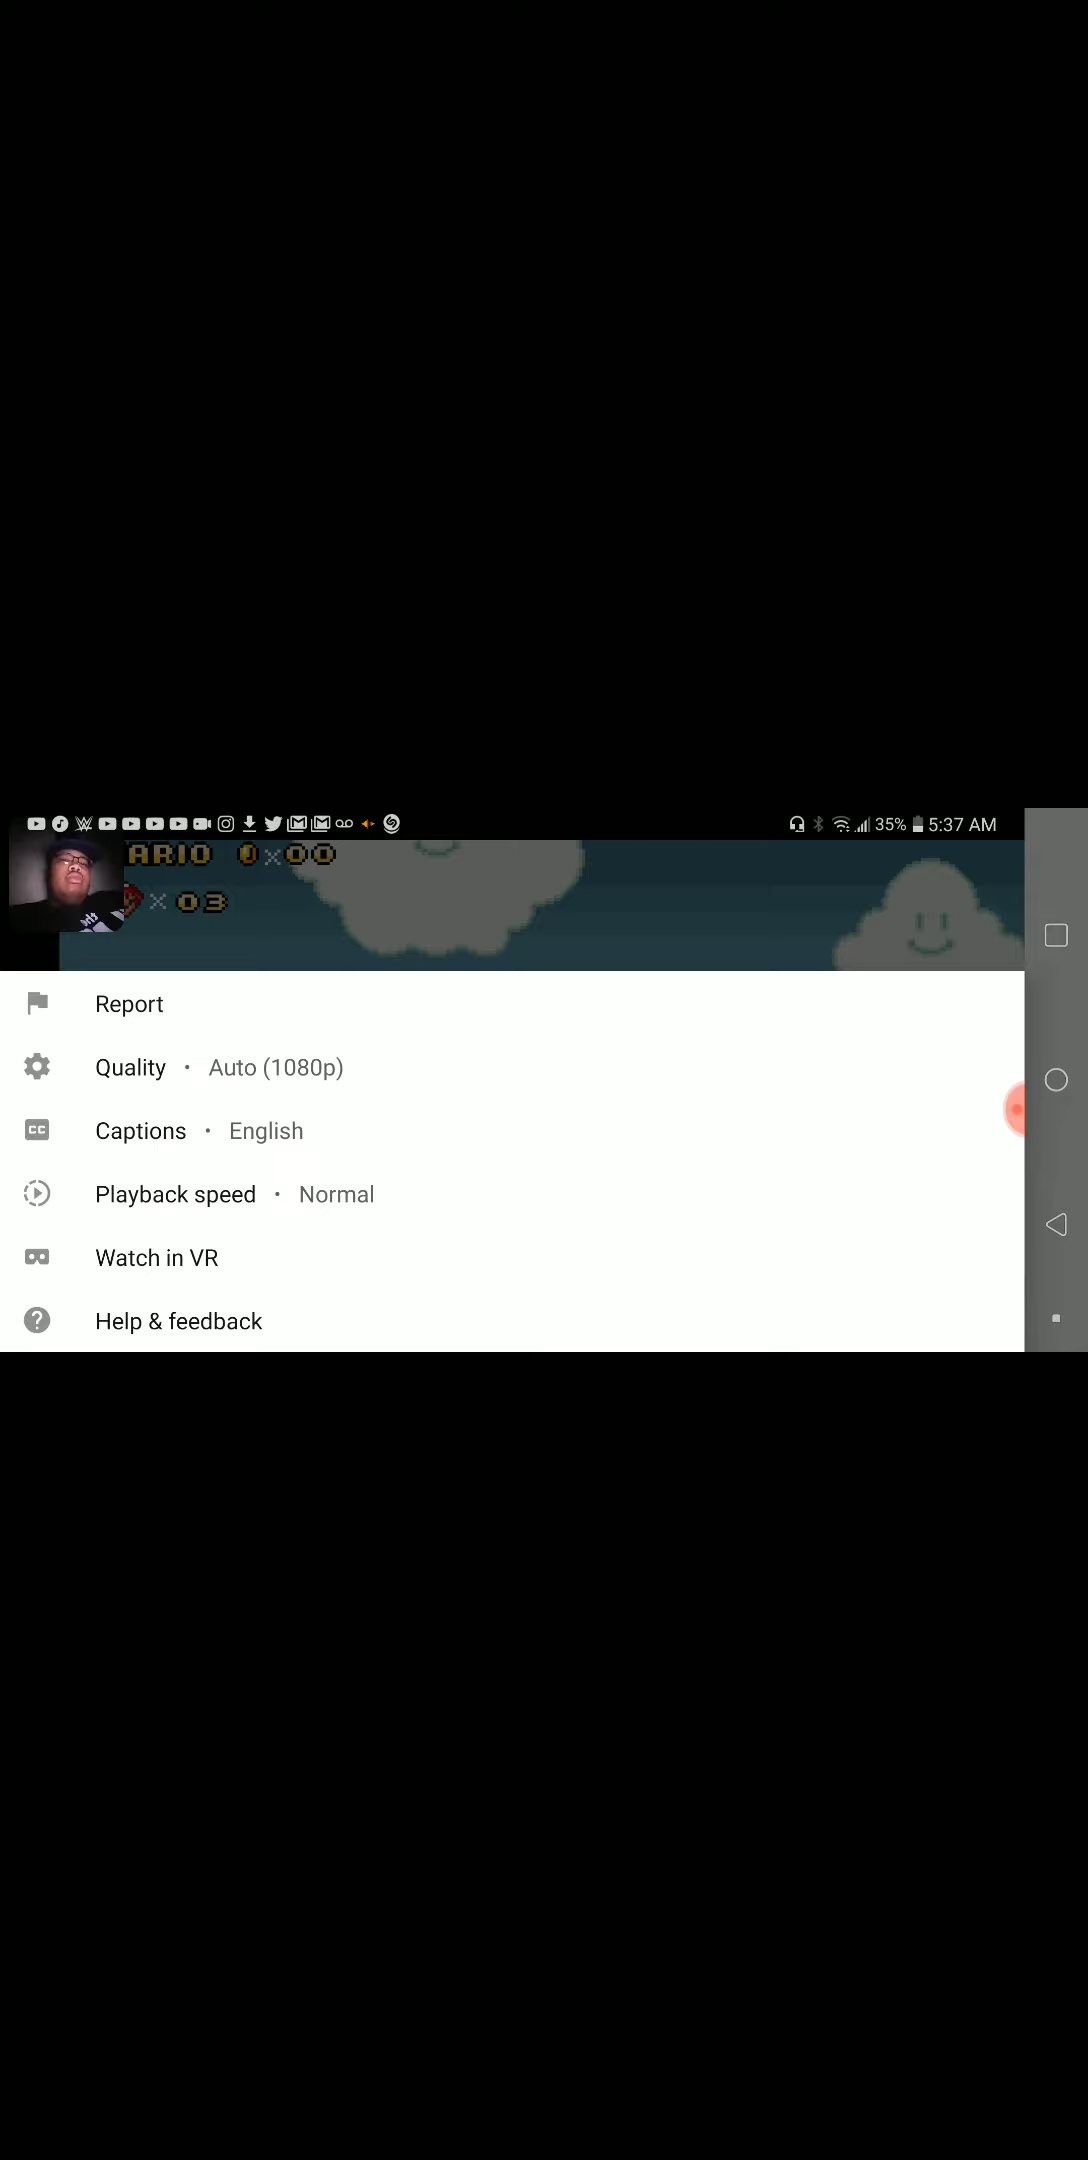 35% 5:37 AM
ARIO 0×00
× 03
Report
Quality • Auto (1080p)
CC Captions • English
Playback speed • Normal
Watch in VR
? Help & feedback